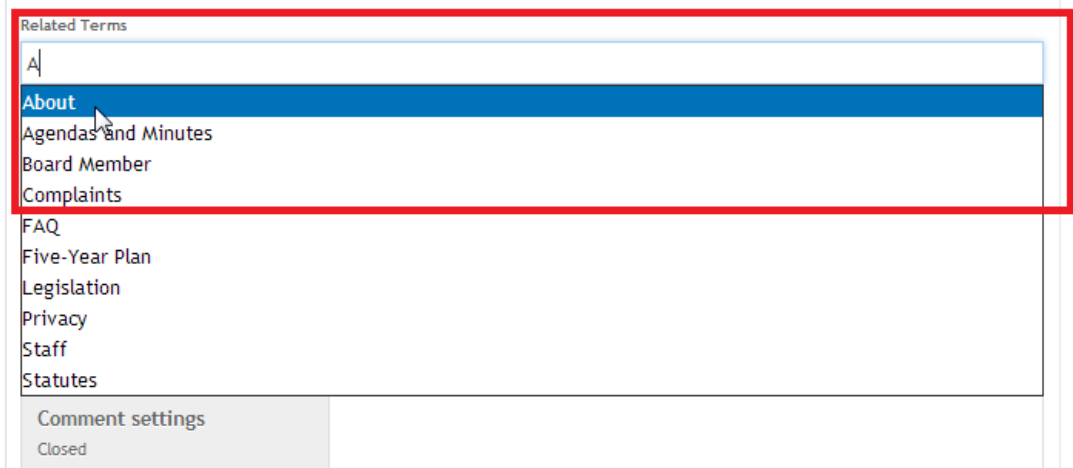 Related Terms
A
About
Agendas and Minutes
Board Member
Complaints
FAQ
Five-Year Plan
Legislation
Privacy
Staff
Statutes
Comment settings
Closed